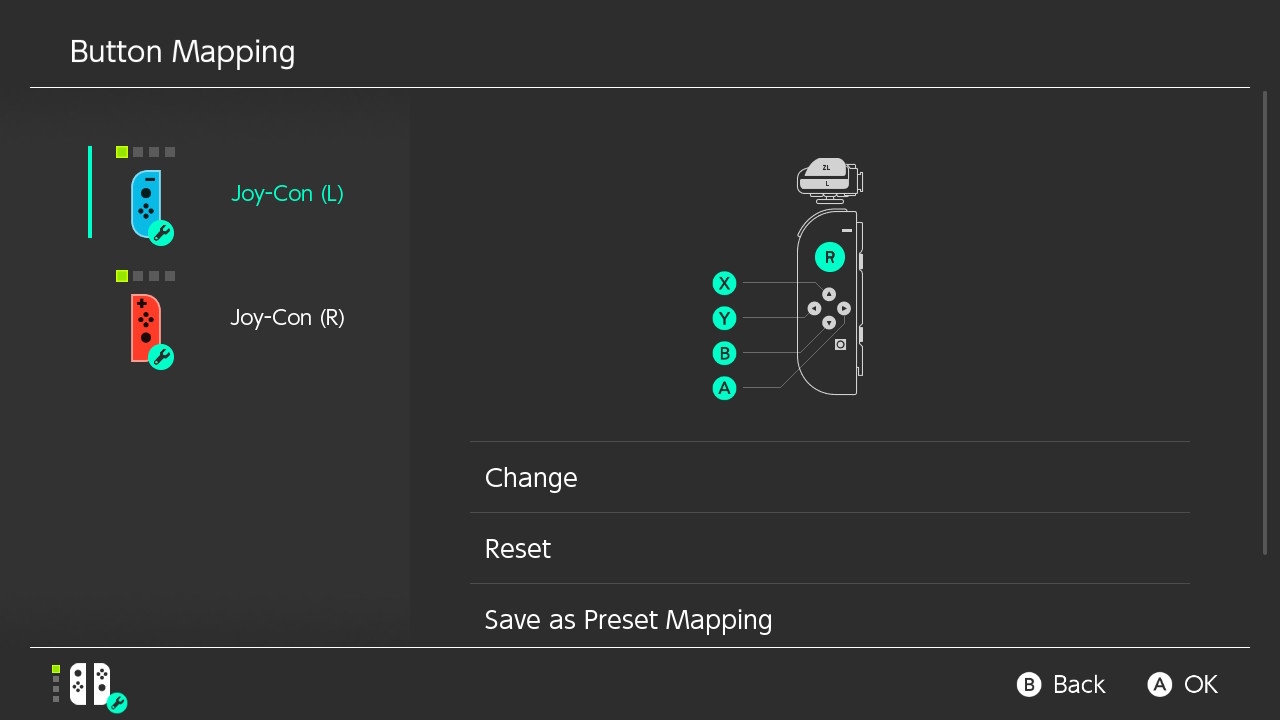 Button Mapping
Joy-Con (L)
Joy-Con (R)
ZL
L
R
X
Y
B
A
Change
Reset
Save as Preset Mapping
B Back
A OK